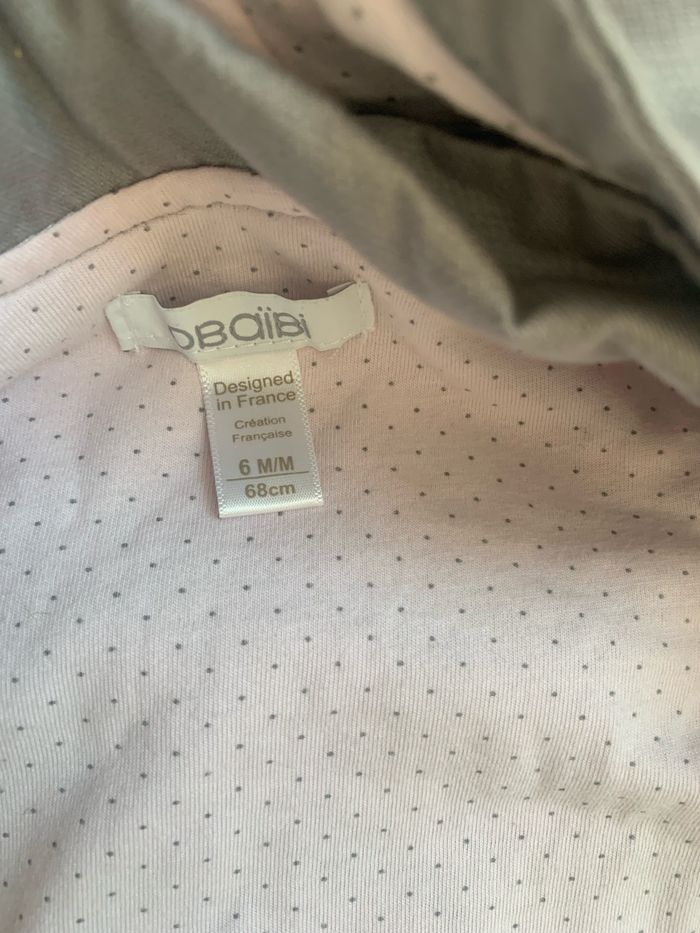 OBAÏBI
Designed
in France
Création
Française
6 M/M
68cm